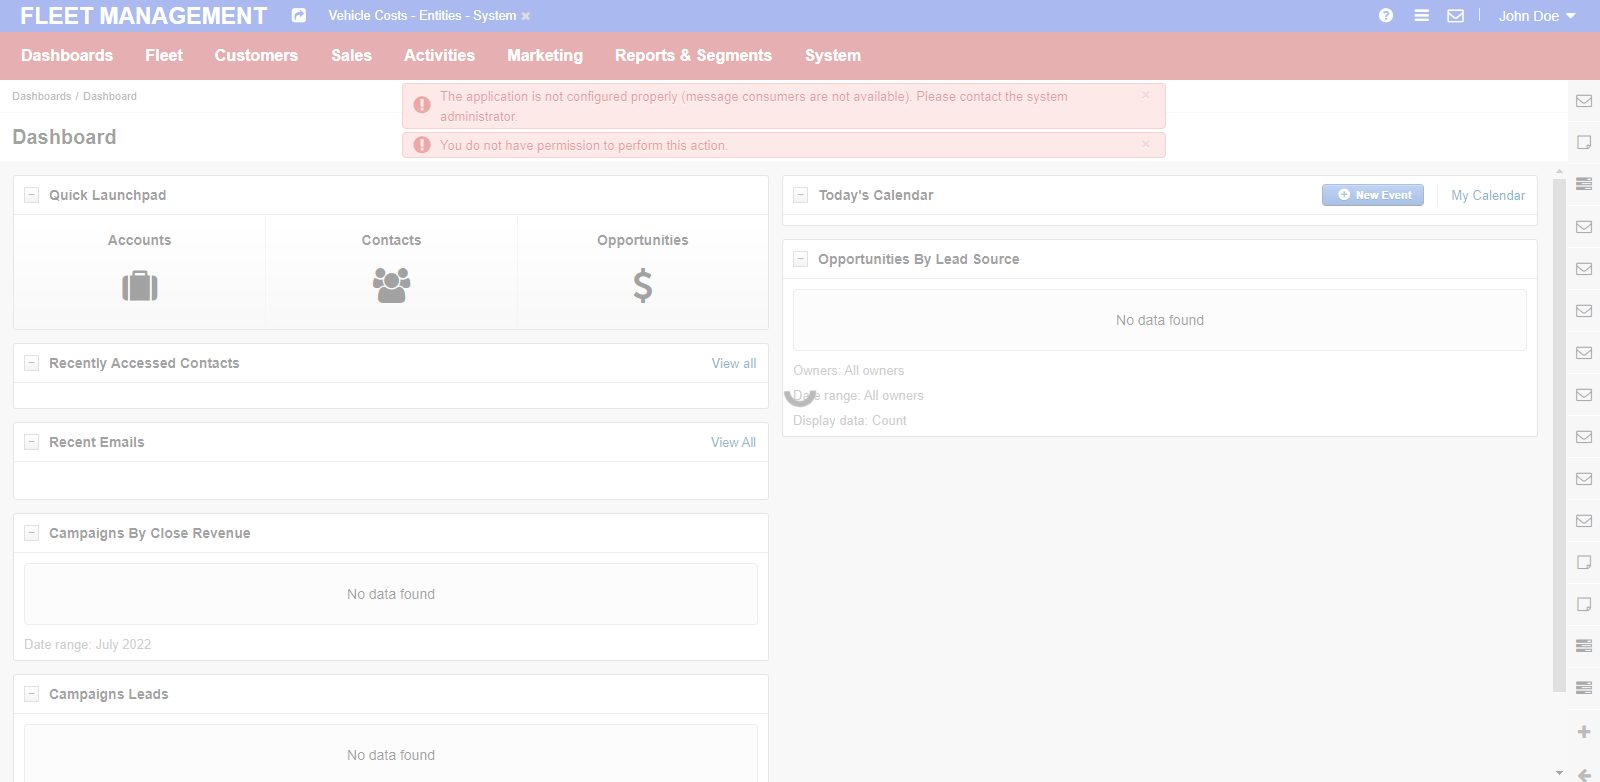 FLEET MANAGEMENT
Vehicle Costs - Entities - System
John Doe
Dashboards Fleet Customers Sales Activities Marketing Reports & Segments System
Dashboards / Dashboard
The application is not configured properly (message consumers are not available). Please contact the system
administrator.
You do not have permission to perform this action.
Dashboard
Quick Launchpad
Accounts Contacts Opportunities
Recently Accessed Contacts View all
Recent Emails View All
Campaigns By Close Revenue
No data found
Date range: July 2022
Campaigns Leads
No data found
Today's Calendar New Event My Calendar
Opportunities By Lead Source
No data found
Owners: All owners
Date range: All owners
Display data: Count